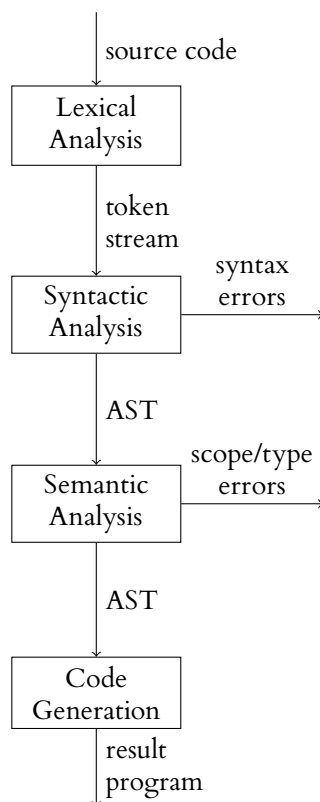 source code
Lexical
Analysis
token
stream
syntax
errors
Syntactic
Analysis
AST
scope/type
errors
Semantic
Analysis
AST
Code
Generation
result
program